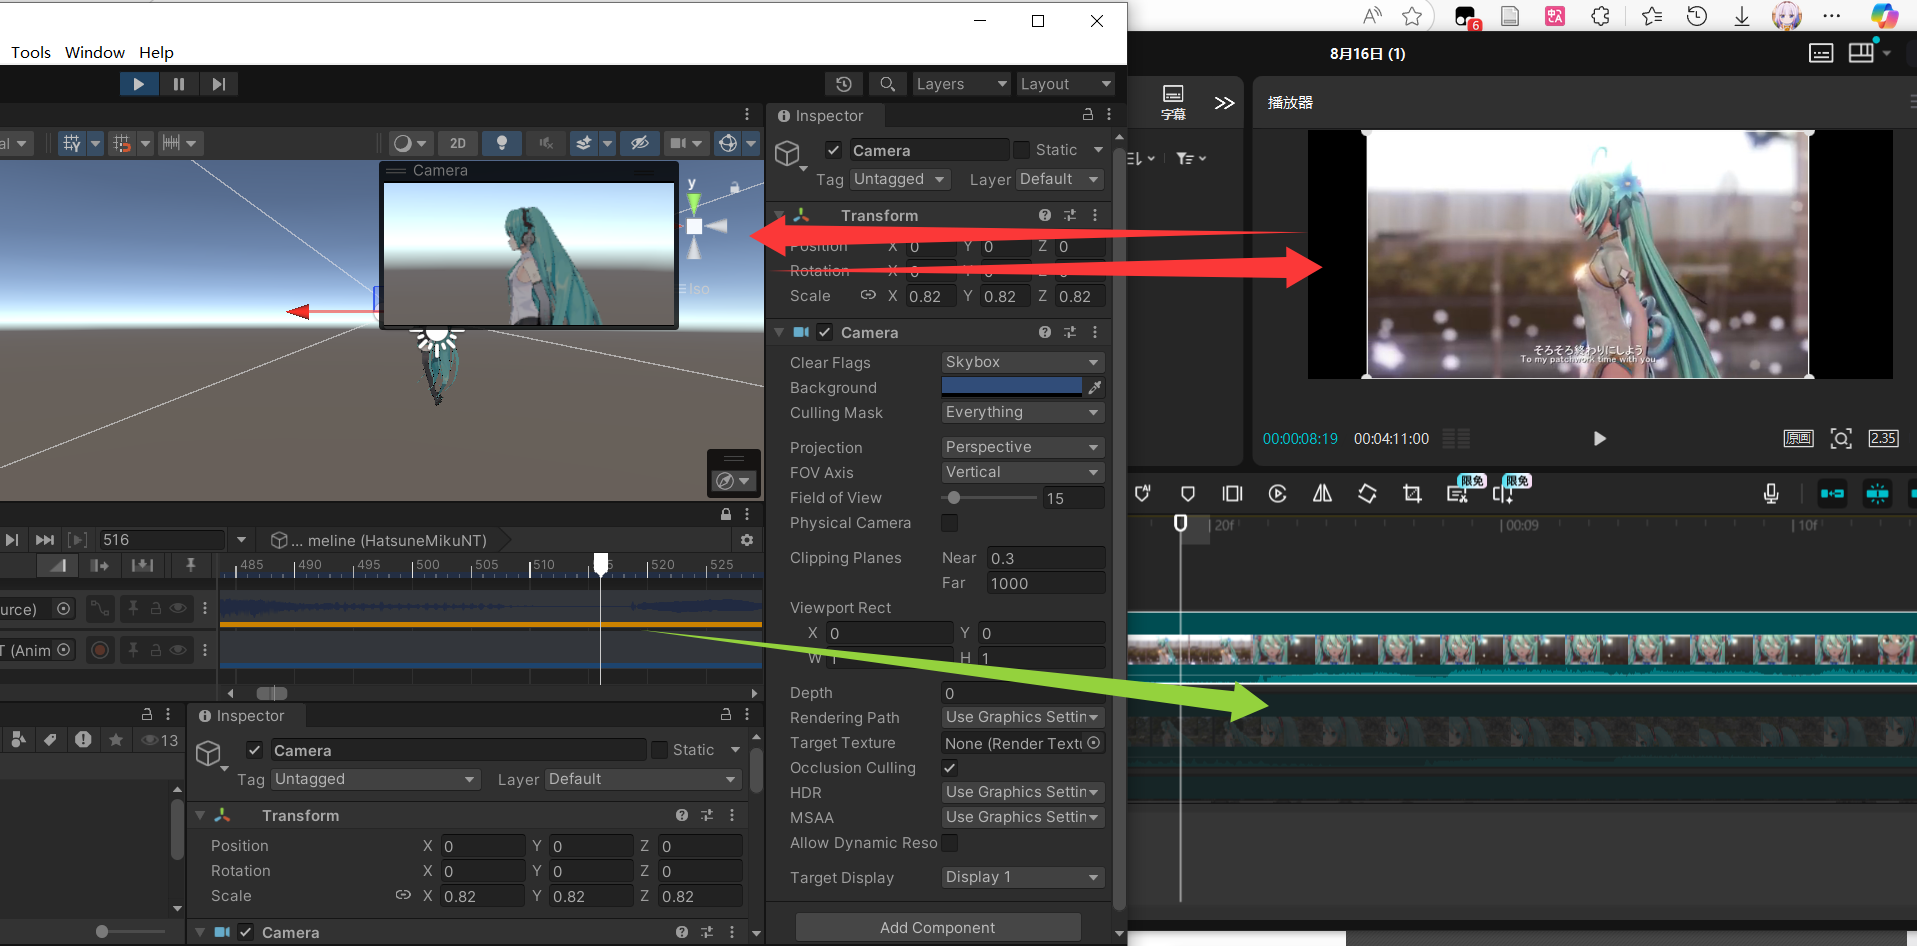 6
Tools Window Help
8月16日 (1)
Layers
Layout
Inspector
字幕
播放器
2D
Camera
Static
Tag Untagged Layer Default
Camera
y
Iso
Transform
Position X 0 Y 0 Z 0
Rotation X 0 Y 0 Z 0
Scale X 0.82 Y 0.82 Z 0.82
Camera
Clear Flags Skybox
Background
Culling Mask Everything
Projection Perspective
FOV Axis Vertical
Field of View 15
Physical Camera
Clipping Planes Near 0.3
Far 1000
Viewport Rect
X 0 Y 0
W 1 H 1
Depth 0
Rendering Path Use Graphics Settin
Target Texture None (Render Textu
Occlusion Culling
HDR Use Graphics Settin
MSAA Use Graphics Settin
Allow Dynamic Reso
Target Display Display 1
Add Component
そろそろ終わりにしよう
To my patchwork time with you
00:00:08:19 00:04:11:00
原画
2.35
限免
限免
20f
00:09
10f
516
... meline (HatsuneMikuNT)
485 490 495 500 505 510 520 525
urce)
T (Anim
13
Inspector
Camera
Static
Tag Untagged Layer Default
Transform
Position X 0 Y 0 Z 0
Rotation X 0 Y 0 Z 0
Scale X 0.82 Y 0.82 Z 0.82
Camera